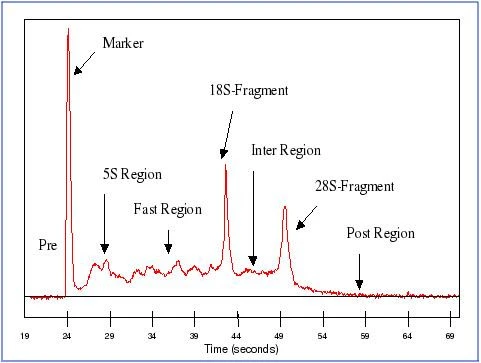 Marker
18S-Fragment
Inter Region
5S Region
28S-Fragment
Fast Region
Post Region
Pre
19 24 29 34 39 44 49 54 59 64 69
Time (seconds)